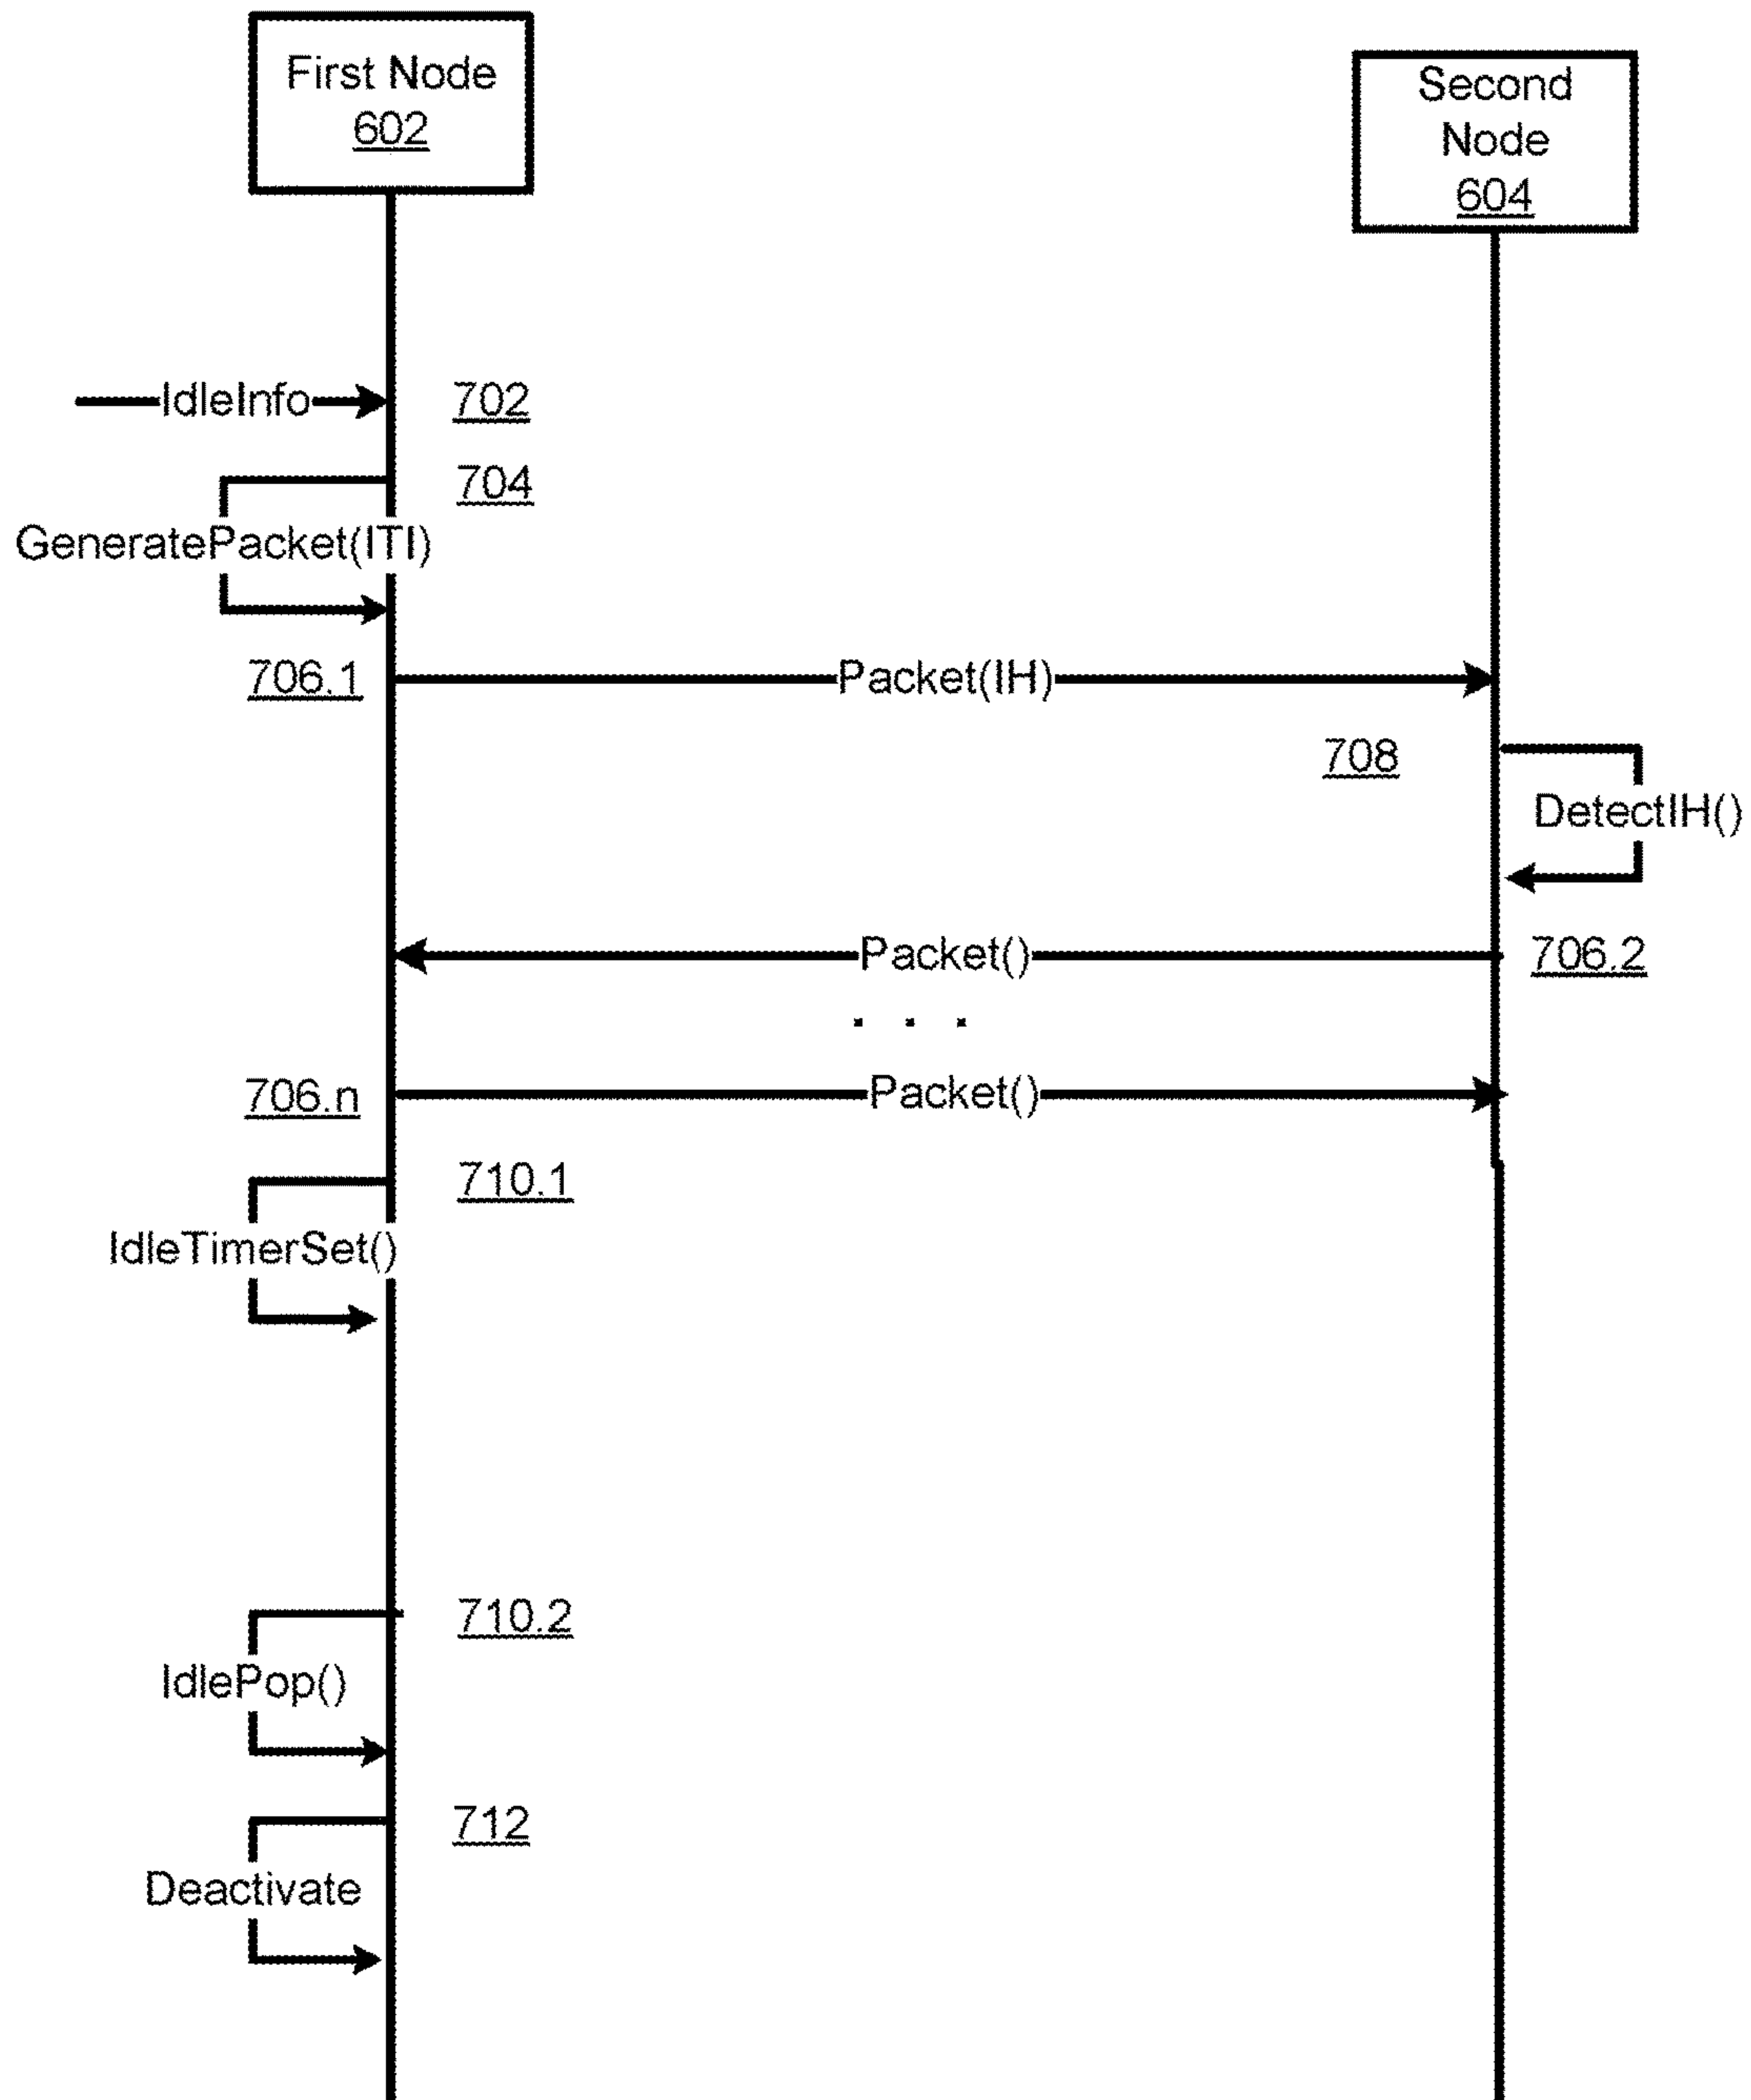 First Node
602
Second
Node
604
IdleInfo
702
704
GeneratePacket(ITI)
706.1
Packet(IH)
708
DetectIH()
Packet()
706.2
. . .
706.n
Packet()
710.1
IdleTimerSet()
710.2
IdlePop()
712
Deactivate